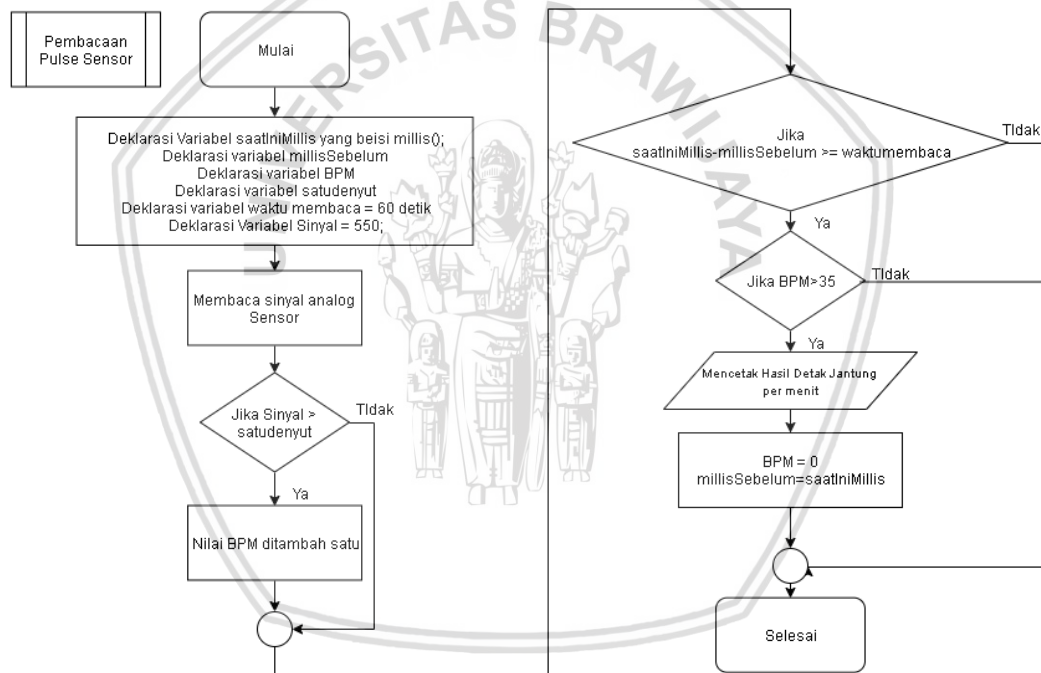 Pembacaan
Pulse Sensor
Mulai
Deklarasi Variabel saatIniMillis yang beisi millis();
Deklarasi variabel millisSebelum
Deklarasi variabel BPM
Deklarasi variabel satudenyut
Deklarasi variabel waktu membaca = 60 detik
Deklarasi Variabel Sinyal = 550;
Membaca sinyal analog
Sensor
Jika Sinyal >
satudenyut
TIdak
Ya
Nilai BPM ditambah satu
Jika
saatIniMillis-millisSebelum >= waktumembaca
TIdak
Ya
Jika BPM>35
TIdak
Ya
Mencetak Hasil Detak Jantung
per menit
BPM = 0
millisSebelum=saatIniMillis
Selesai
UNIVERSITAS BRAWIJAYA